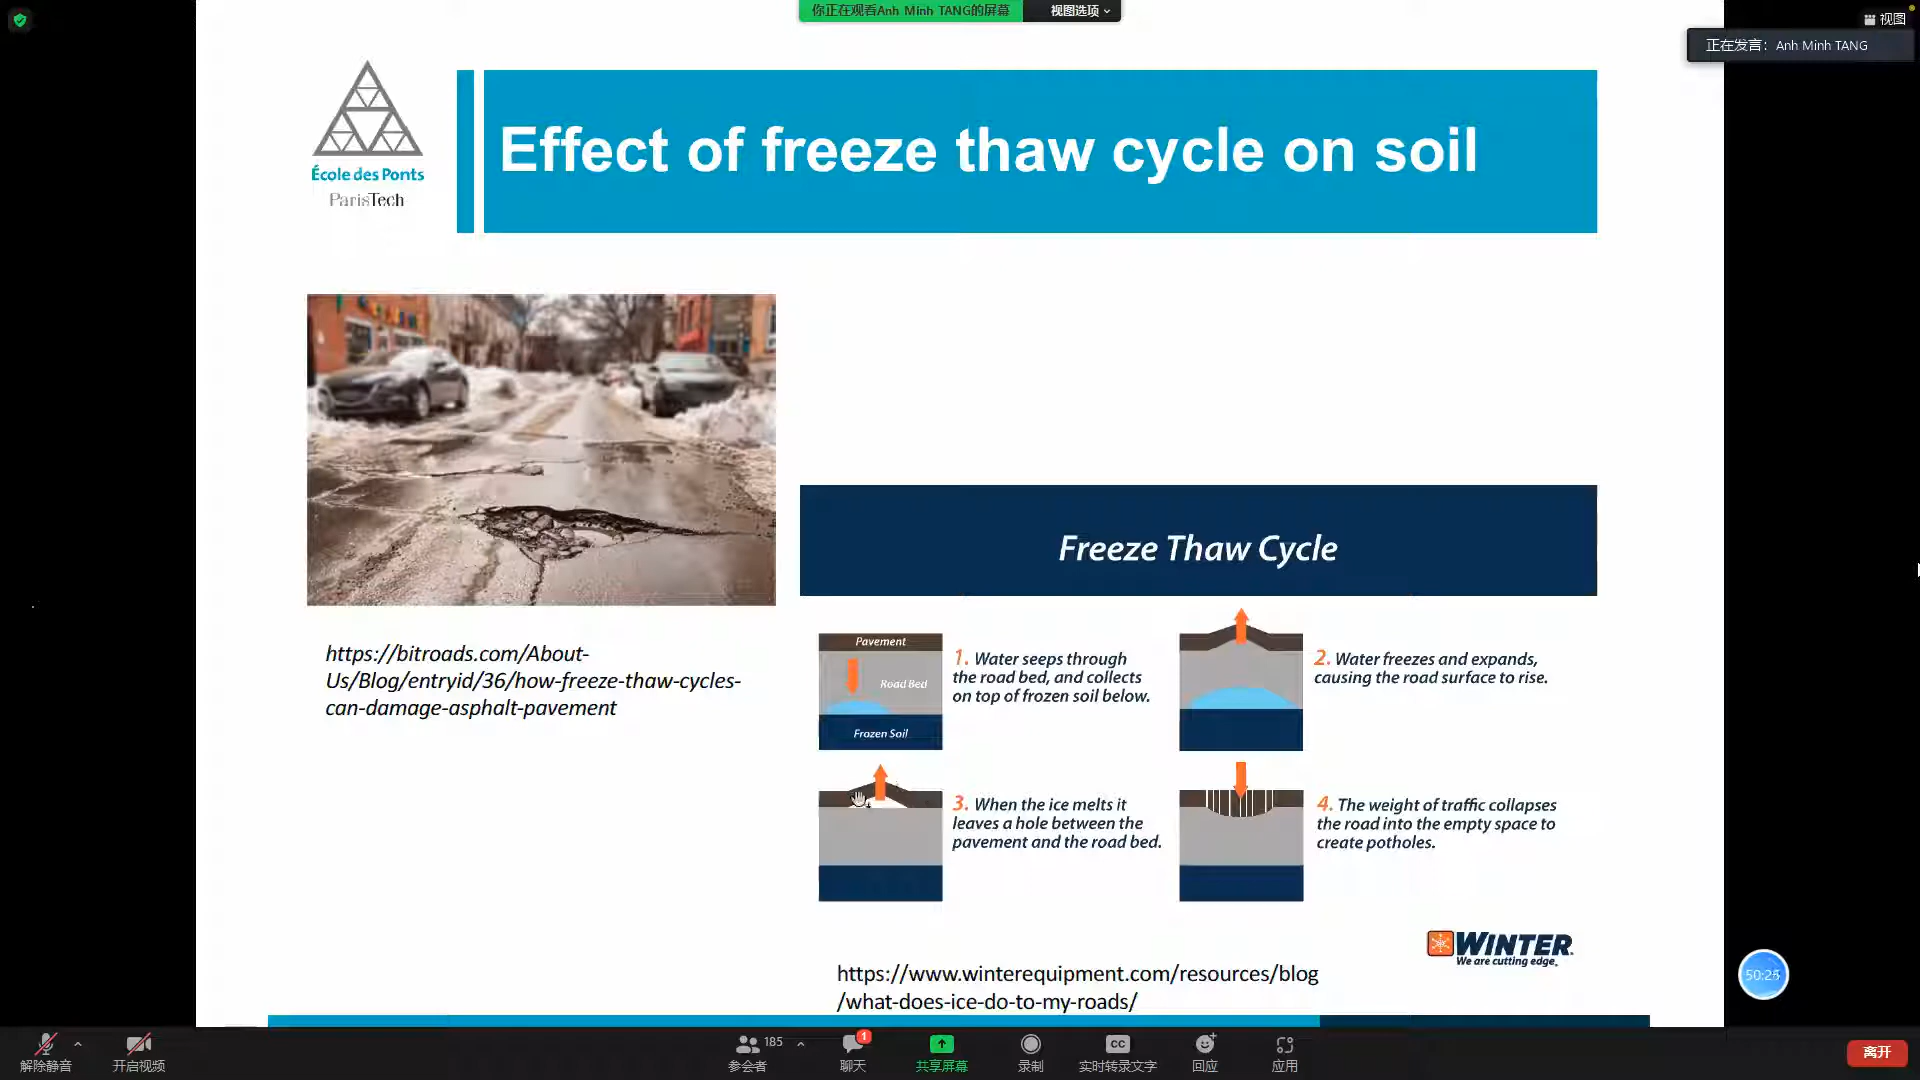 你正在观看Anh Minh TANG的屏幕
视图选项
视图
正在发言: Anh Minh TANG
École des Ponts
ParisTech
Effect of freeze thaw cycle on soil
https://bitroads.com/About-
Us/Blog/entryid/36/how-freeze-thaw-cycles-
can-damage-asphalt-pavement
Freeze Thaw Cycle
Pavement
Road Bed
Frozen Soil
1. Water seeps through
the road bed, and collects
on top of frozen soil below.
2. Water freezes and expands,
causing the road surface to rise.
3. When the ice melts it
leaves a hole between the
pavement and the road bed.
4. The weight of traffic collapses
the road into the empty space to
create potholes.
WINTER
We are cutting edge.
https://www.winterequipment.com/resources/blog
/what-does-ice-do-to-my-roads/
50:25
解除静音
开启视频
185
参会者
1
聊天
共享屏幕
录制
CC
实时转录文字
回应
应用
离开